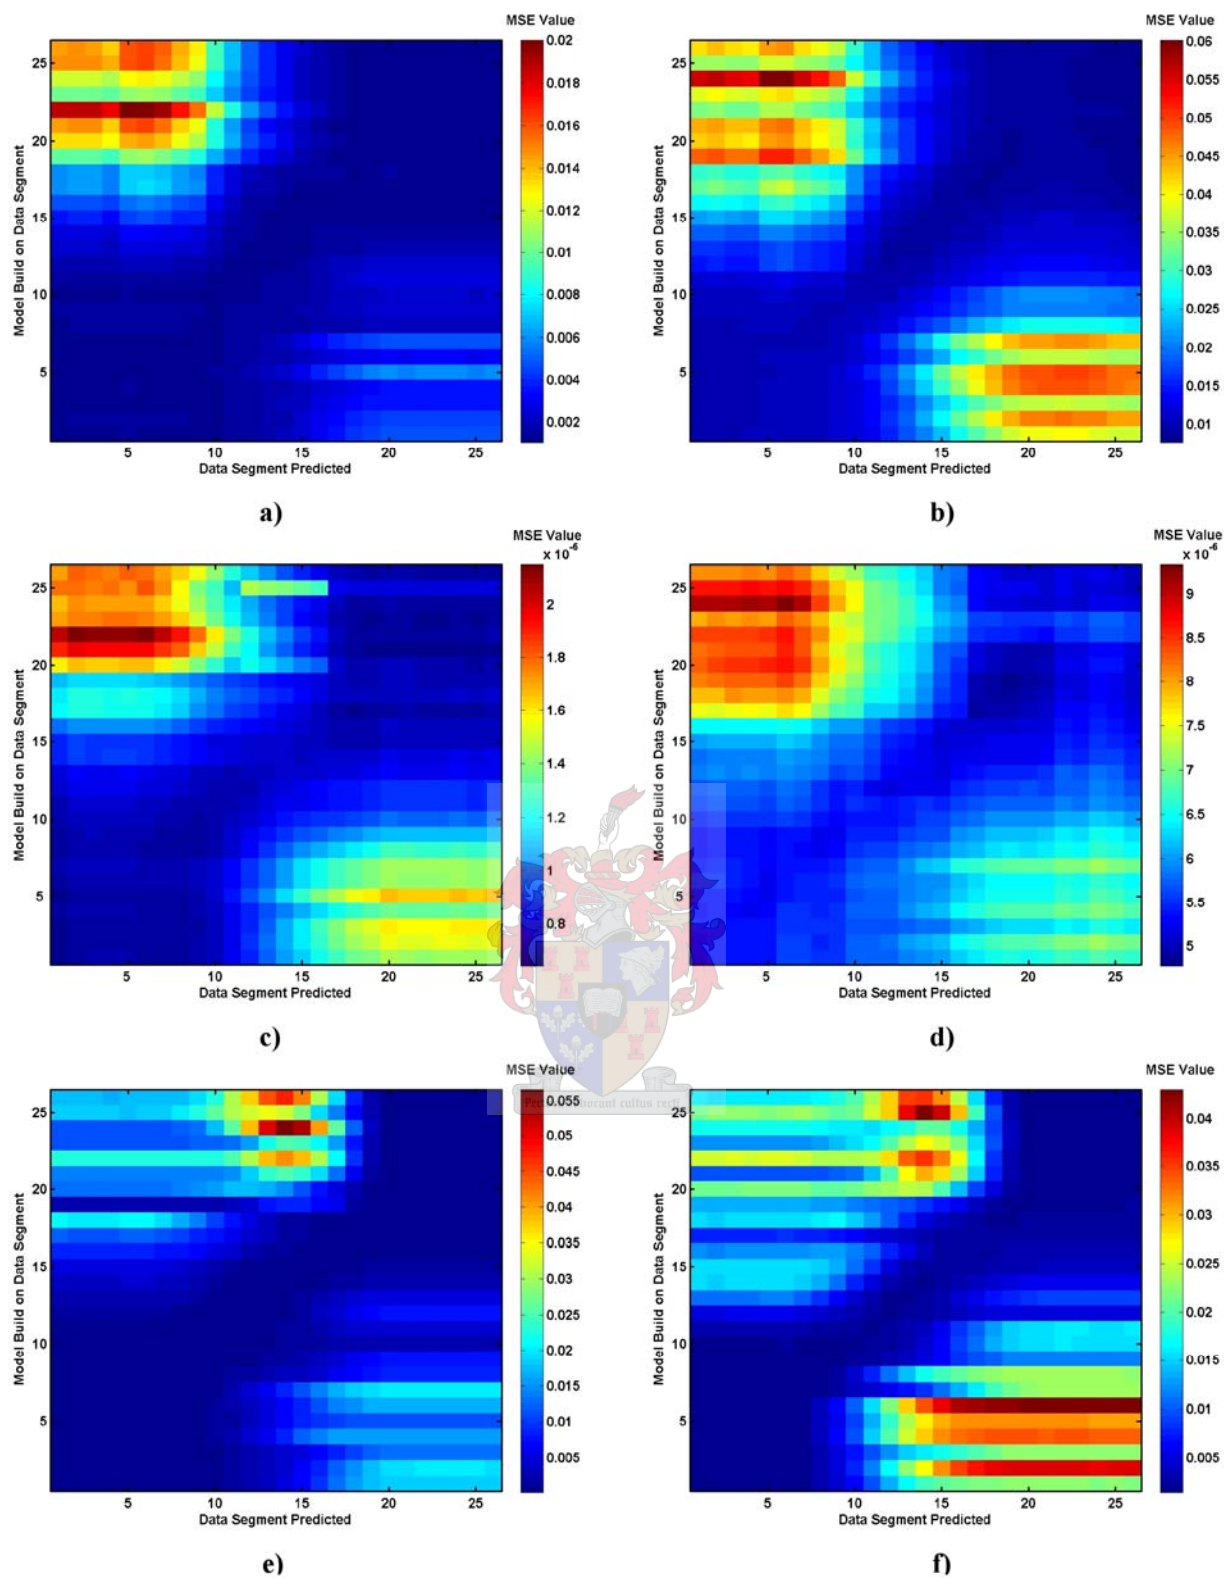 MSE Value
0.02
0.018
0.016
0.014
0.012
0.01
0.008
0.006
0.004
0.002
25
20
15
10
5
Model Build on Data Segment
5 10 15 20 25
Data Segment Predicted
a)
MSE Value
0.06
0.055
0.05
0.045
0.04
0.035
0.03
0.025
0.02
0.015
0.01
25
20
15
10
5
Model Build on Data Segment
5 10 15 20 25
Data Segment Predicted
b)
MSE Value
x 10-6
2
1.8
1.6
1.4
1.2
1
0.8
25
20
15
10
5
Model Build on Data Segment
5 10 15 20 25
Data Segment Predicted
c)
MSE Value
x 10-6
9
8.5
8
7.5
7
6.5
6
5.5
5
25
20
15
10
5
Model Build on Data Segment
5 10 15 20 25
Data Segment Predicted
d)
MSE Value
0.055
0.05
0.045
0.04
0.035
0.03
0.025
0.02
0.015
0.01
0.005
25
20
15
10
5
Model Build on Data Segment
5 10 15 20 25
Data Segment Predicted
e)
MSE Value
0.04
0.035
0.03
0.025
0.02
0.015
0.01
0.005
25
20
15
10
5
Model Build on Data Segment
5 10 15 20 25
Data Segment Predicted
f)
cultus recti